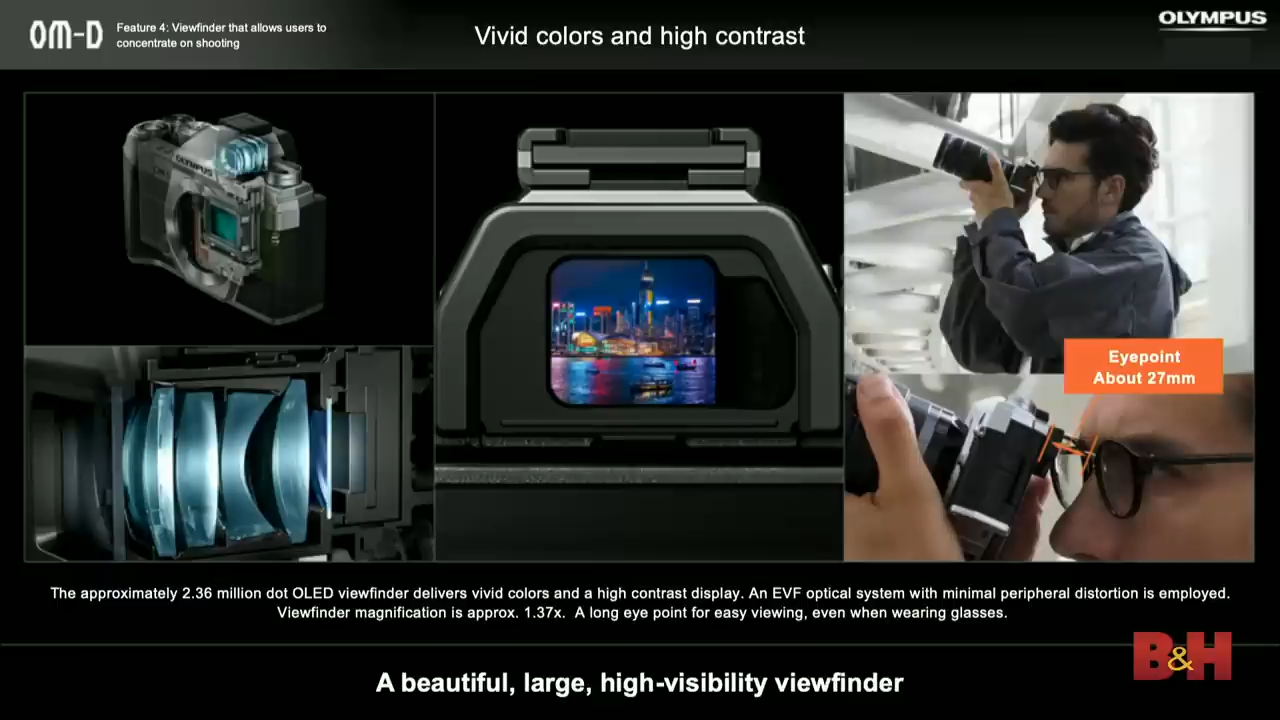 OM-D
Feature 4: Viewfinder that allows users to
concentrate on shooting
Vivid colors and high contrast
OLYMPUS
OLYMPUS
Eyepoint
About 27mm
The approximately 2.36 million dot OLED viewfinder delivers vivid colors and a high contrast display. An EVF optical system with minimal peripheral distortion is employed.
Viewfinder magnification is approx. 1.37x. A long eye point for easy viewing, even when wearing glasses.
B&H
A beautiful, large, high-visibility viewfinder